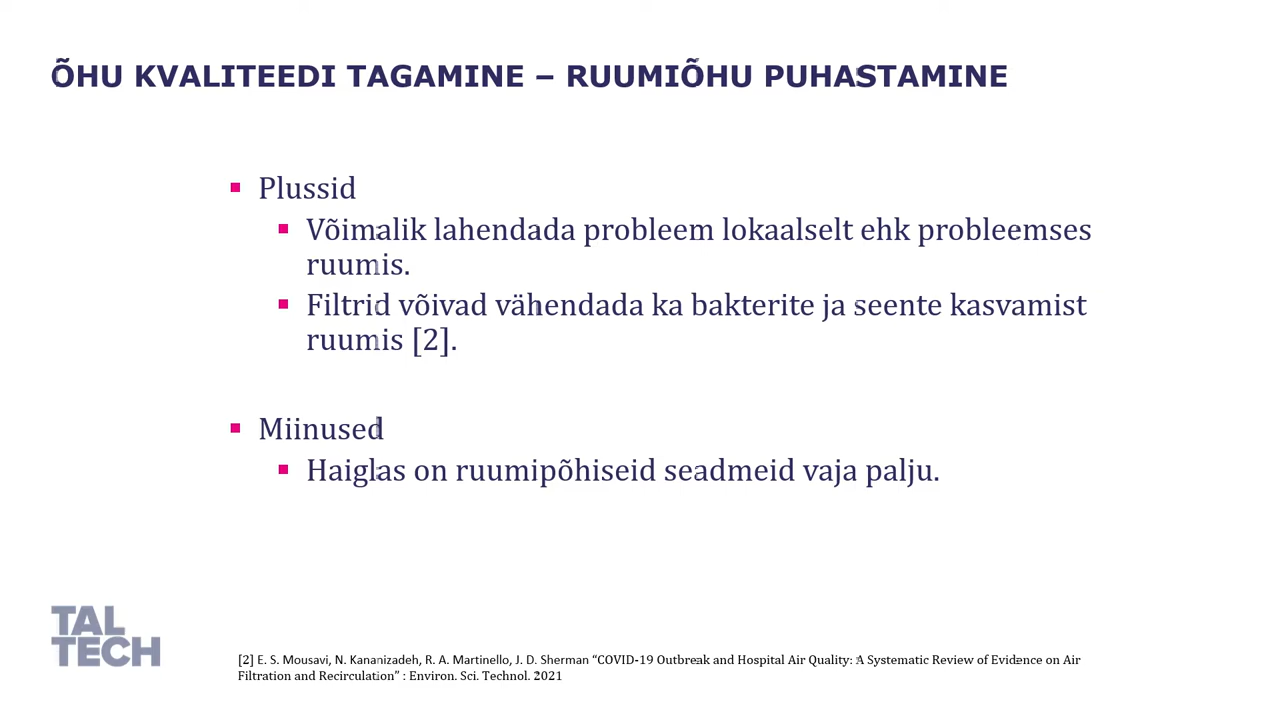 ÕHU KVALITEEDI TAGAMINE – RUUMIÕHU PUHASTAMINE
Plussid
Võimalik lahendada probleem lokaalselt ehk probleemses
ruumis.
Filtrid võivad vähendada ka bakterite ja seente kasvamist
ruumis [2].
Miinused
Haiglas on ruumipõhiseid seadmeid vaja palju.
TAL
TECH
[2] E. S. Mousavi, N. Kananizadeh, R. A. Martinello, J. D. Sherman “COVID-19 Outbreak and Hospital Air Quality: A Systematic Review of Evidence on Air
Filtration and Recirculation” : Environ. Sci. Technol. 2021